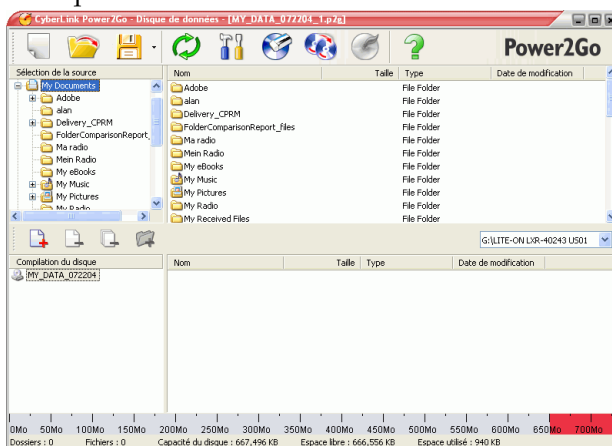 CyberLink Power2Go - Disque de données - [MY_DATA_072204_1.p2g]
Power2Go
Sélection de la source
Nom Taille Type Date de modification
My Documents
Adobe
alan
Delivery_CPRM
FolderComparisonReport_
Ma radio
Mein Radio
My eBooks
My Music
My Pictures
My Radio
Adobe File Folder
alan File Folder
Delivery_CPRM File Folder
FolderComparisonReport_files File Folder
Ma radio File Folder
Mein Radio File Folder
My eBooks File Folder
My Music File Folder
My Pictures File Folder
My Radio File Folder
My Received Files File Folder
G:\LITE-ON LXR-40243 US01
Compilation du disque
Nom Taille Type Date de modification
MY_DATA_072204
0Mo 50Mo 100Mo 150Mo 200Mo 250Mo 300Mo 350Mo 400Mo 450Mo 500Mo 550Mo 600Mo 650Mo 700Mo
Dossiers : 0 Fichiers : 0 Capacité du disque : 667,496 KB Espace libre : 666,556 KB Espace utilisé : 940 KB